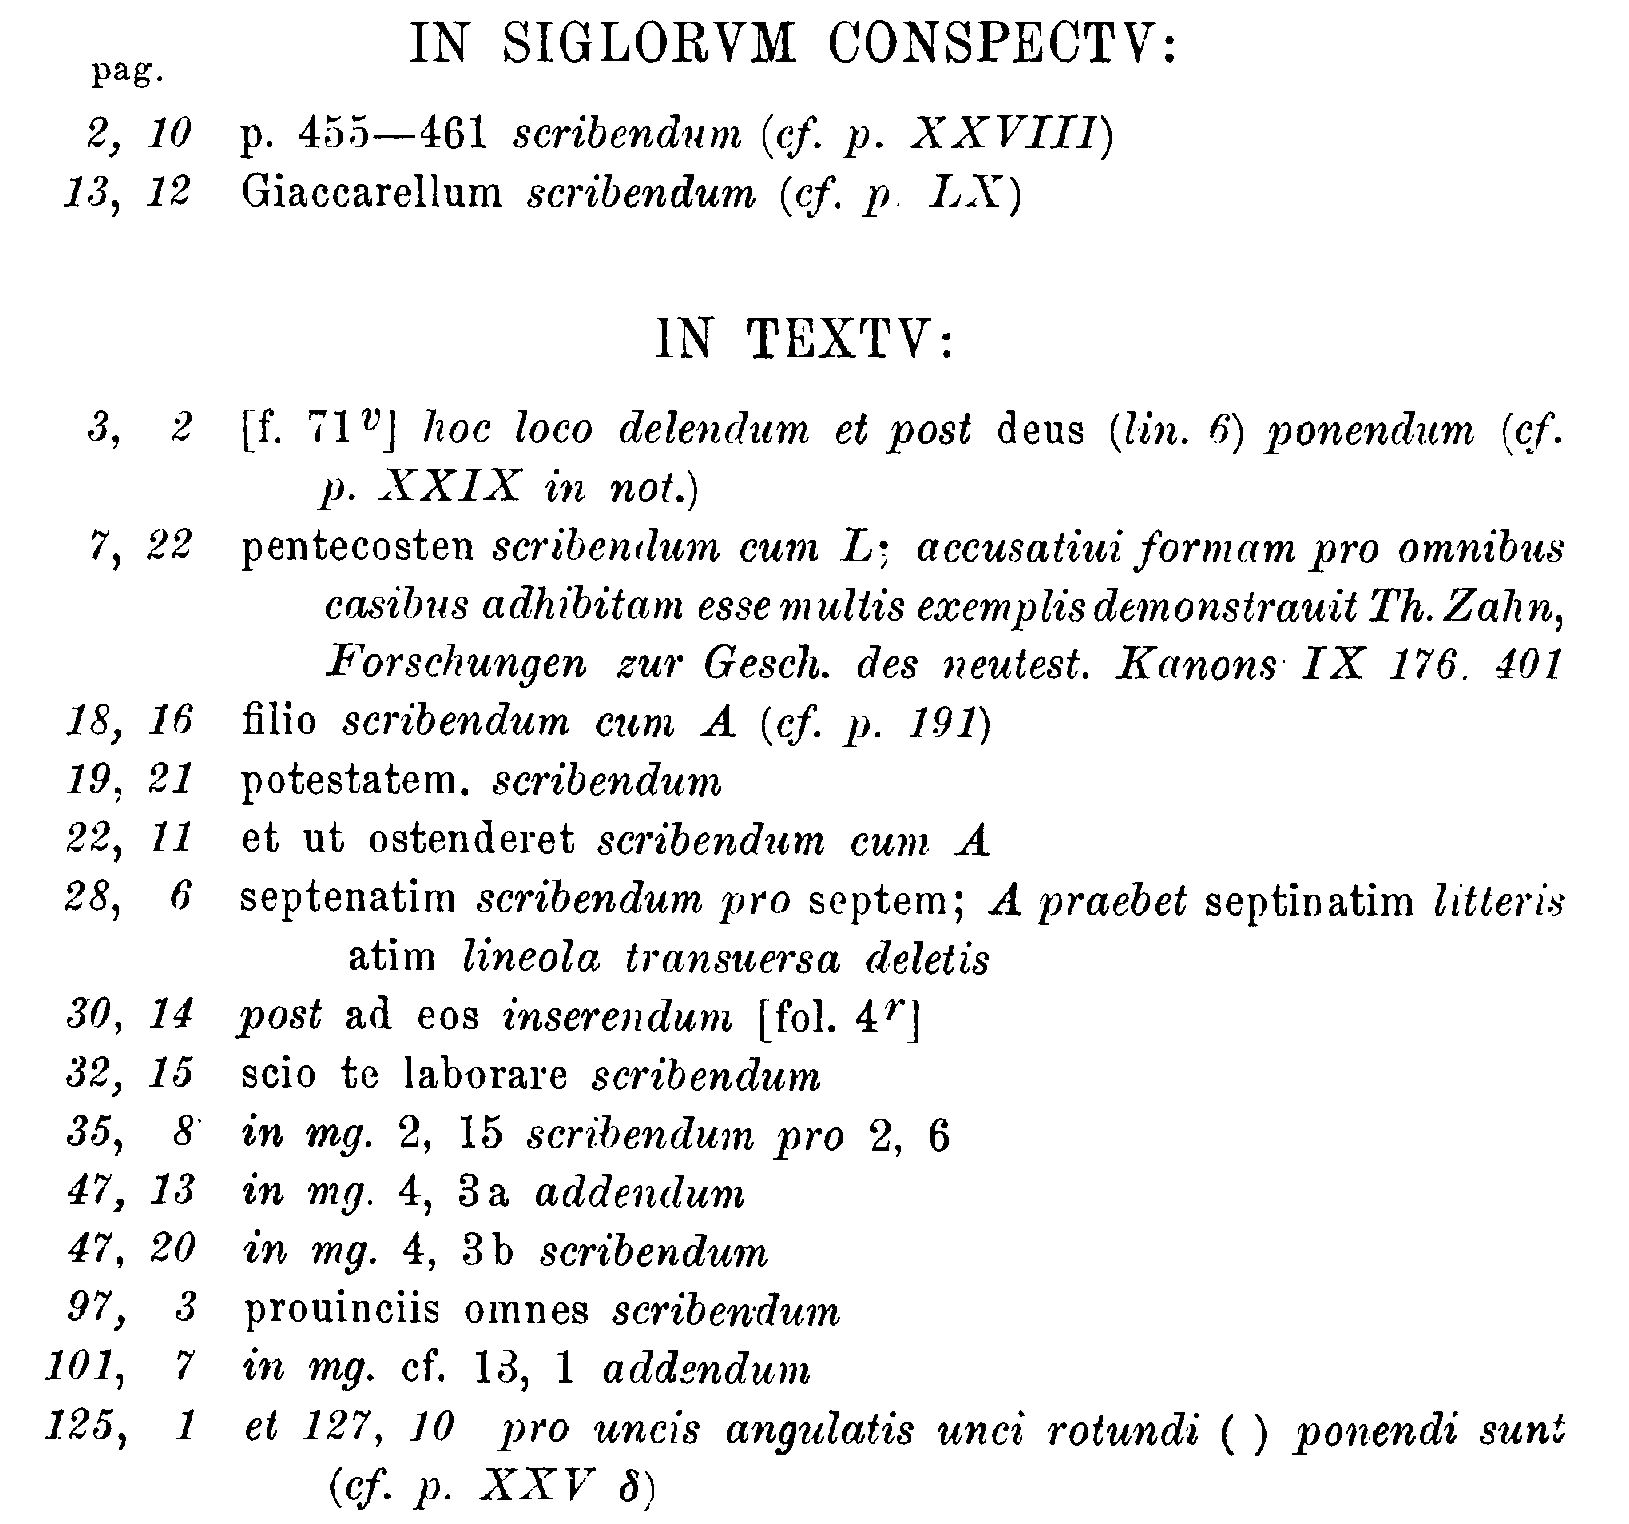 IN SIGLORVM CONSPECTV:
pag.
2, 10 p. 455—461 scribendum (cf. p. XXVIII)
13, 12 Giaccarellum scribendum (cf. p. LX)
IN TEXTV:
3, 2 [f. 71v] hoc loco delendum et post deus (lin. 6) ponendum (cf.
p. XXIX in not.)
7, 22 pentecosten scribendum cum L; accusatiui formam pro omnibus
casibus adhibitam esse multis exemplis demonstrauit Th. Zahn,
Forschungen zur Gesch. des neutest. Kanons IX 176. 401
18, 16 filio scribendum cum A (cf. p. 191)
19, 21 potestatem. scribendum
22, 11 et ut ostenderet scribendum cum A
28, 6 septenatim scribendum pro septem; A praebet septinatim litteris
atim lineola transuersa deletis
30, 14 post ad eos inserendum [fol. 4r]
32, 15 scio te laborare scribendum
35, 8 in mg. 2, 15 scribendum pro 2, 6
47, 13 in mg. 4, 3a addendum
47, 20 in mg. 4, 3b scribendum
97, 3 prouinciis omnes scribendum
101, 7 in mg. cf. 13, 1 addendum
125, 1 et 127, 10 pro uncis angulatis unci rotundi ( ) ponendi sunt
(cf. p. XXV δ)